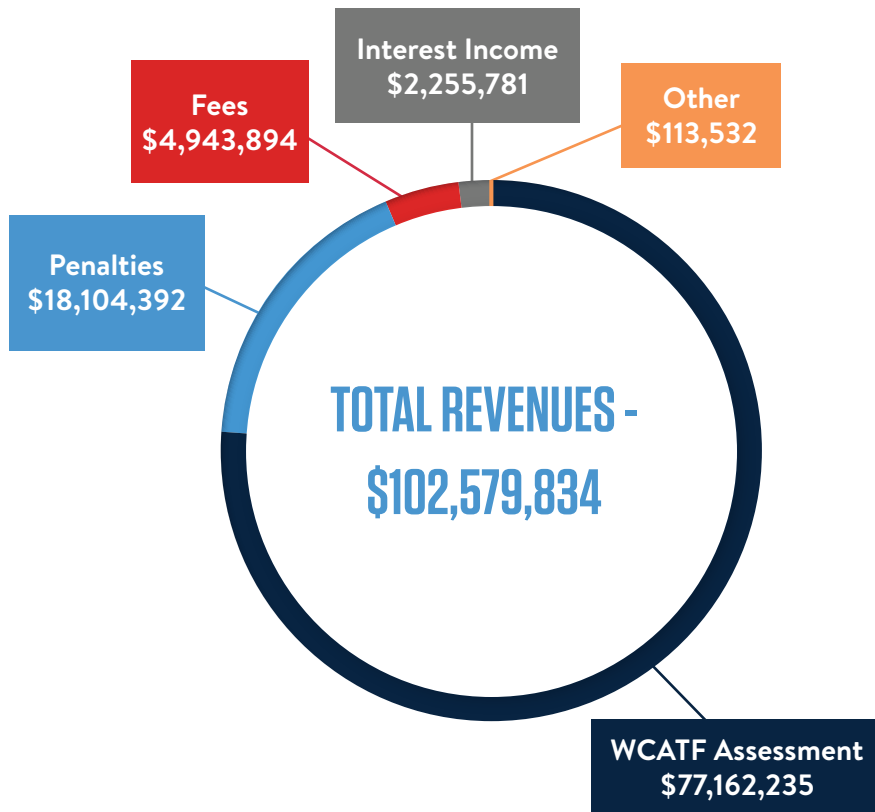 Interest Income
$2,255,781
Fees
$4,943,894
Other
$113,532
Penalties
$18,104,392
TOTAL REVENUES -
$102,579,834
WCATF Assessment
$77,162,235